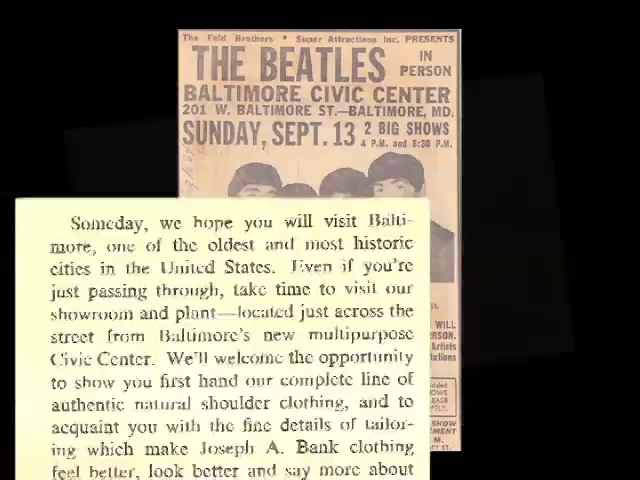 The Feld Brothers * Super Attractions Inc. PRESENTS
THE BEATLES
IN
PERSON
BALTIMORE CIVIC CENTER
201 W. BALTIMORE ST.—BALTIMORE, MD.
SUNDAY, SEPT. 13
2 BIG SHOWS
4 P.M. and 8:30 P.M.
WILL
Someday, we hope you will visit Balti-
more, one of the oldest and most historic
cities in the United States. Even if you're
just passing through, take time to visit our
showroom and plant—located just across the
street from Baltimore's new multipurpose
Civic Center. We'll welcome the opportunity
to show you first hand our complete line of
authentic natural shoulder clothing, and to
acquaint you with the fine details of tailor-
ing which make Joseph A. Bank clothing
feel better, look better and say more about